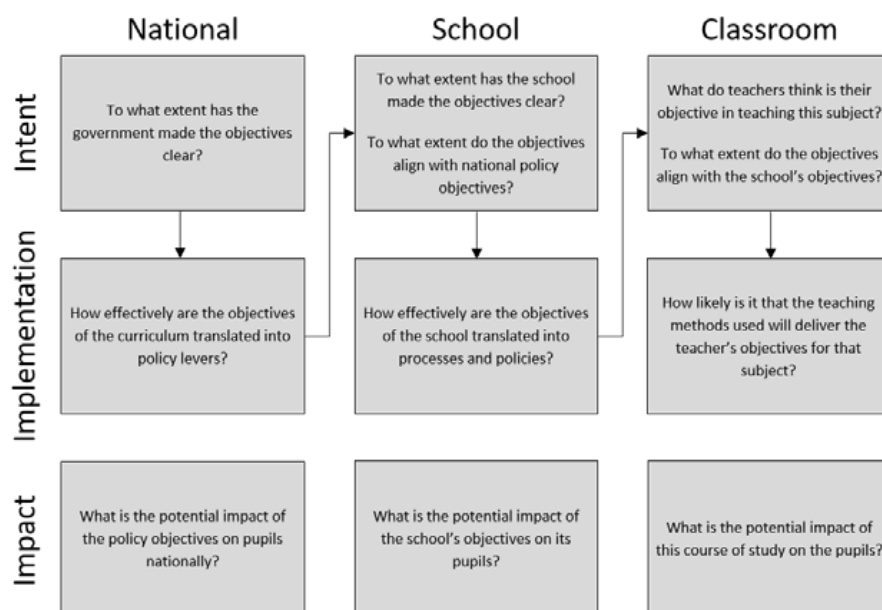 National
School
Classroom
Intent
To what extent has the
government made the objectives
clear?
To what extent has the school
made the objectives clear?
To what extent do the objectives
align with national policy
objectives?
What do teachers think is their
objective in teaching this subject?
To what extent do the objectives
align with the school's objectives?
Implementation
How effectively are the objectives
of the curriculum translated into
policy levers?
How effectively are the objectives
of the school translated into
processes and policies?
How likely is it that the teaching
methods used will deliver the
teacher's objectives for that
subject?
Impact
What is the potential impact of
the policy objectives on pupils
nationally?
What is the potential impact of
the school's objectives on its
pupils?
What is the potential impact of
this course of study on the pupils?